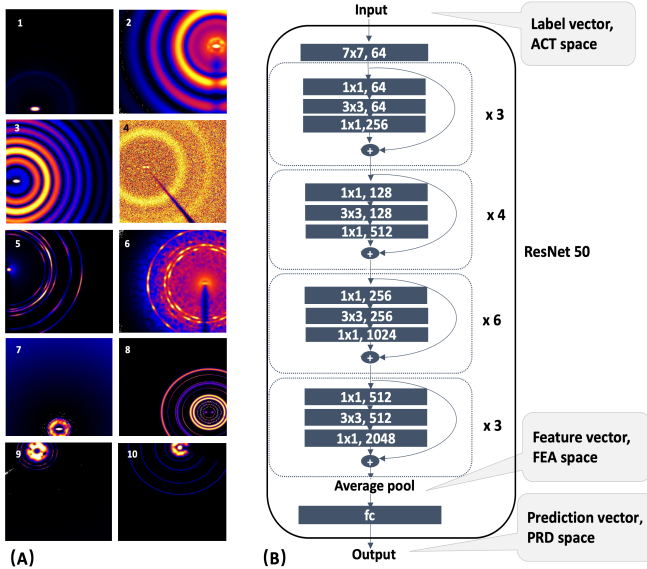 1
2
3
4
5
6
7
8
9
10
(A)
Input
Label vector,
ACT space
7x7, 64
1x1, 64
3x3, 64
1x1,256
+
x 3
1x1, 128
3x3, 128
1x1, 512
+
x 4
ResNet 50
1x1, 256
3x3, 256
1x1, 1024
+
x 6
1x1, 512
3x3, 512
1x1, 2048
+
x 3
Feature vector,
FEA space
Average pool
fc
Prediction vector,
PRD space
(B)
Output